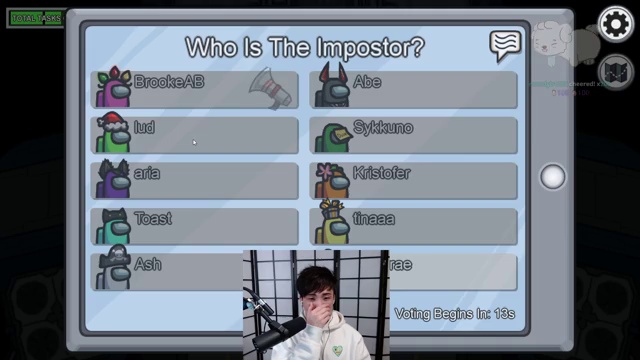 TOTAL TASKS
Who Is The Impostor?
BrookeAB
Abe
lud
Sykkuno
aria
Kristofer
Toast
tinaaa
Ash
rae
Voting Begins In: 13s